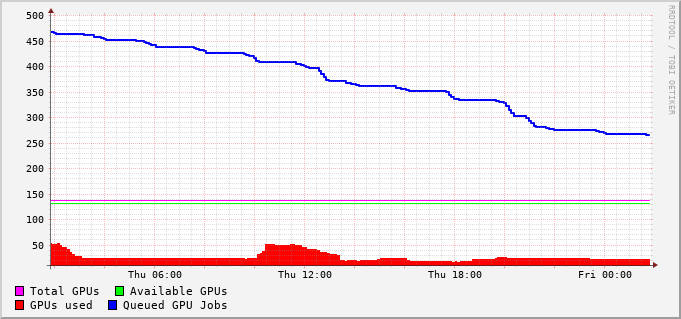 500
450
400
350
300
250
200
150
100
50
Thu 06:00
Thu 12:00
Thu 18:00
Fri 00:00
Total GPUs
Available GPUs
GPUs used
Queued GPU Jobs
RRDTOOL / TOBI OETIKER